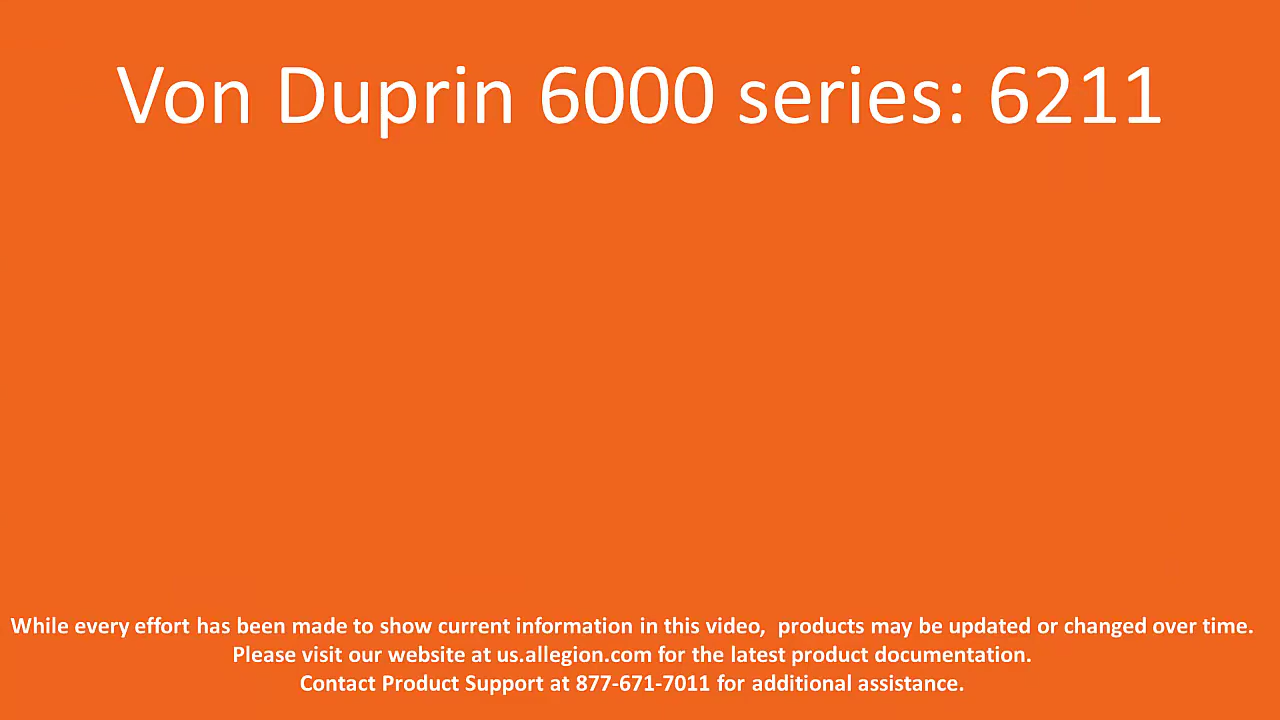 Von Duprin 6000 series: 6211
While every effort has been made to show current information in this video,  products may be updated or changed over time.
Please visit our website at us.allegion.com for the latest product documentation.
Contact Product Support at 877-671-7011 for additional assistance.